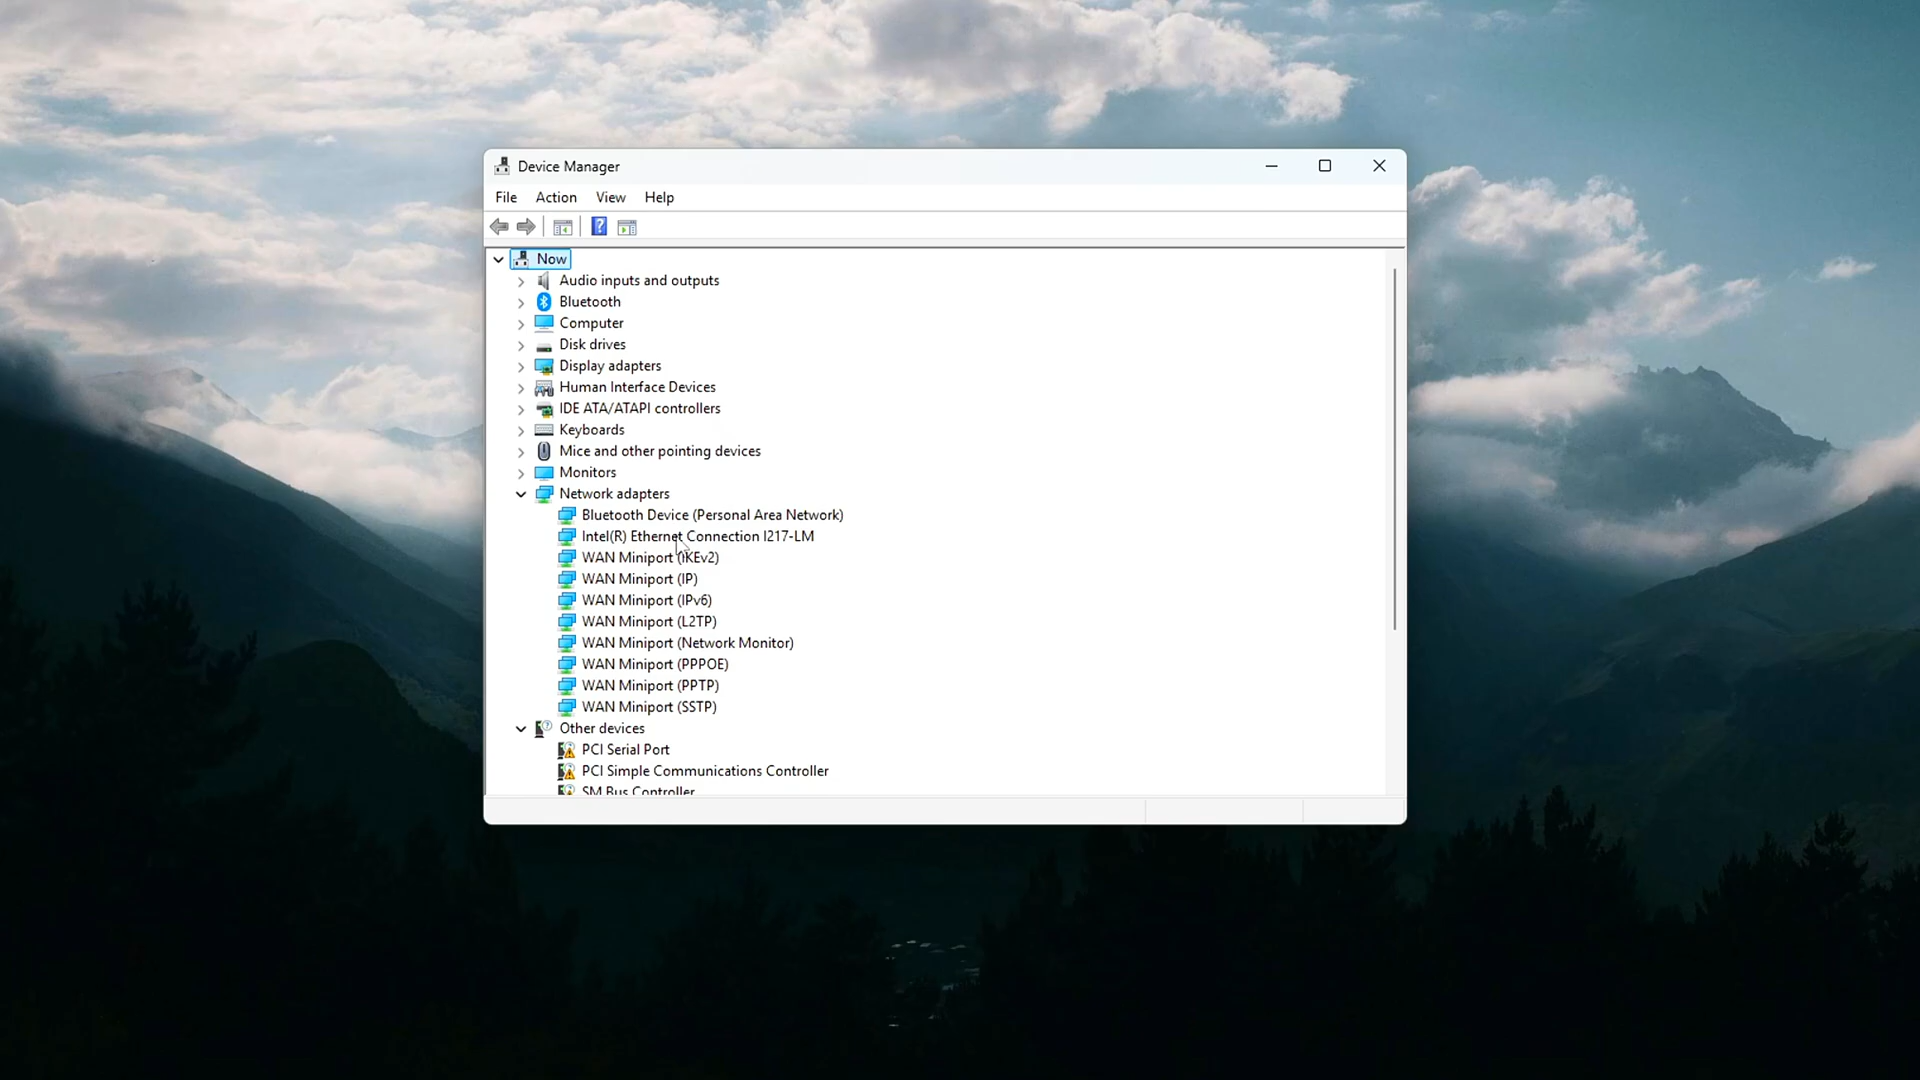 Device Manager
File Action View Help
Now
Audio inputs and outputs
Bluetooth
Computer
Disk drives
Display adapters
Human Interface Devices
IDE ATA/ATAPI controllers
Keyboards
Mice and other pointing devices
Monitors
Network adapters
Bluetooth Device (Personal Area Network)
Intel(R) Ethernet Connection I217-LM
WAN Miniport (IKEv2)
WAN Miniport (IP)
WAN Miniport (IPv6)
WAN Miniport (L2TP)
WAN Miniport (Network Monitor)
WAN Miniport (PPPOE)
WAN Miniport (PPTP)
WAN Miniport (SSTP)
Other devices
PCI Serial Port
PCI Simple Communications Controller
SM Bus Controller